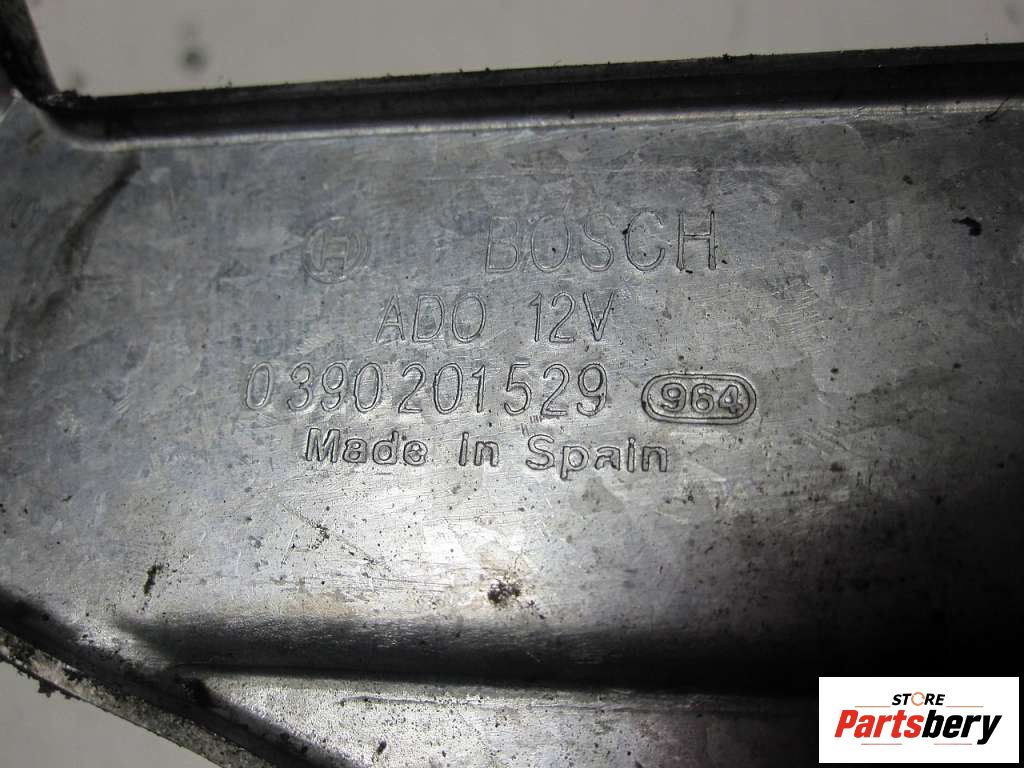 BOSCH
ADO 12V
0 390 201 529 964
Made in Spain
STORE
Partsbery